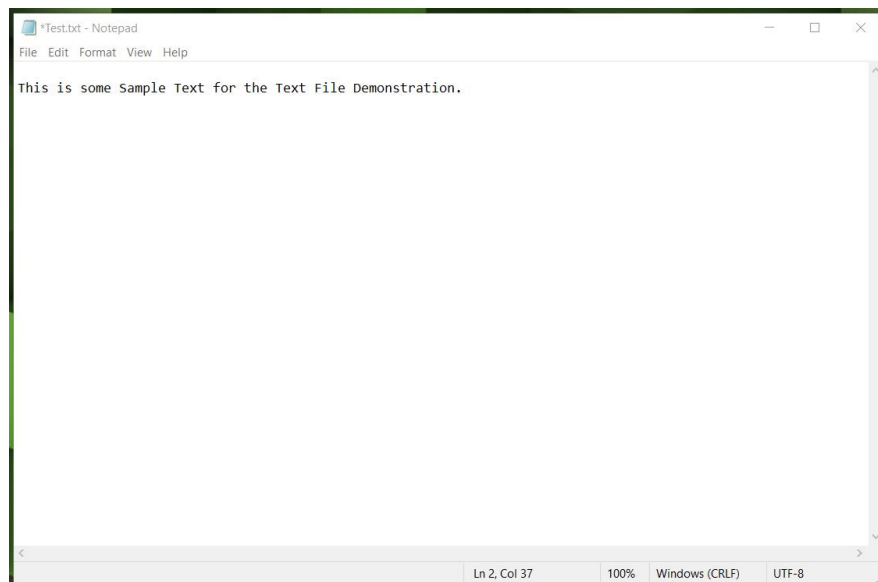 *Test.txt - Notepad
File Edit Format View Help
This is some Sample Text for the Text File Demonstration.
Ln 2, Col 37 100% Windows (CRLF) UTF-8